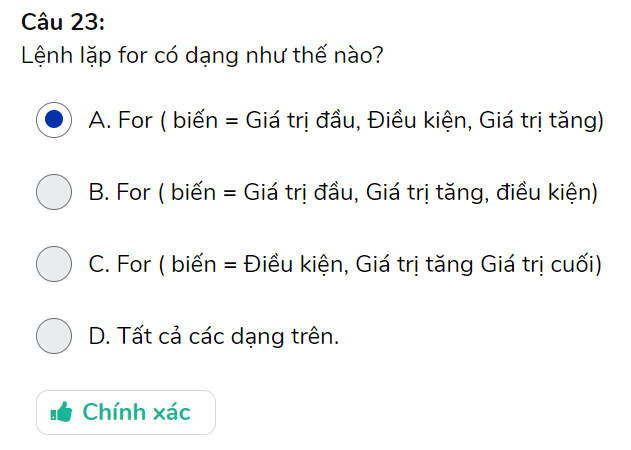 Câu 23:
Lệnh lặp for có dạng như thế nào?
A. For ( biến = Giá trị đầu, Điều kiện, Giá trị tăng)
B. For ( biến = Giá trị đầu, Giá trị tăng, điều kiện)
C. For ( biến = Điều kiện, Giá trị tăng Giá trị cuối)
D. Tất cả các dạng trên.
Chính xác